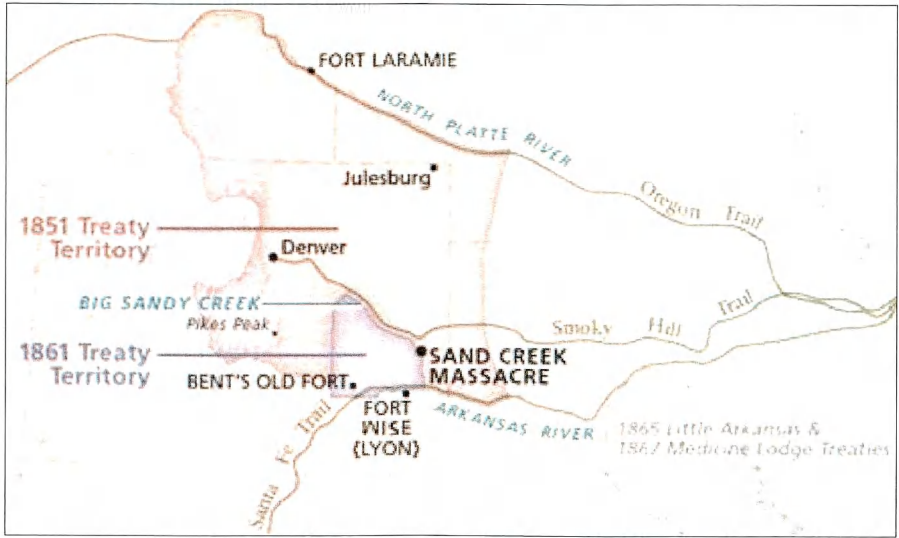 FORT LARAMIE
NORTH PLATTE RIVER
Julesburg
Oregon Trail
1851 Treaty
Territory
Denver
BIG SANDY CREEK
Pikes Peak
Smoky Hill Trail
1861 Treaty
Territory
SAND CREEK
MASSACRE
BENT'S OLD FORT
FORT
WISE
(LYON)
ARKANSAS RIVER
1865 Little Arkansas &
1867 Medicine Lodge Treaties
Santa Fe Trail